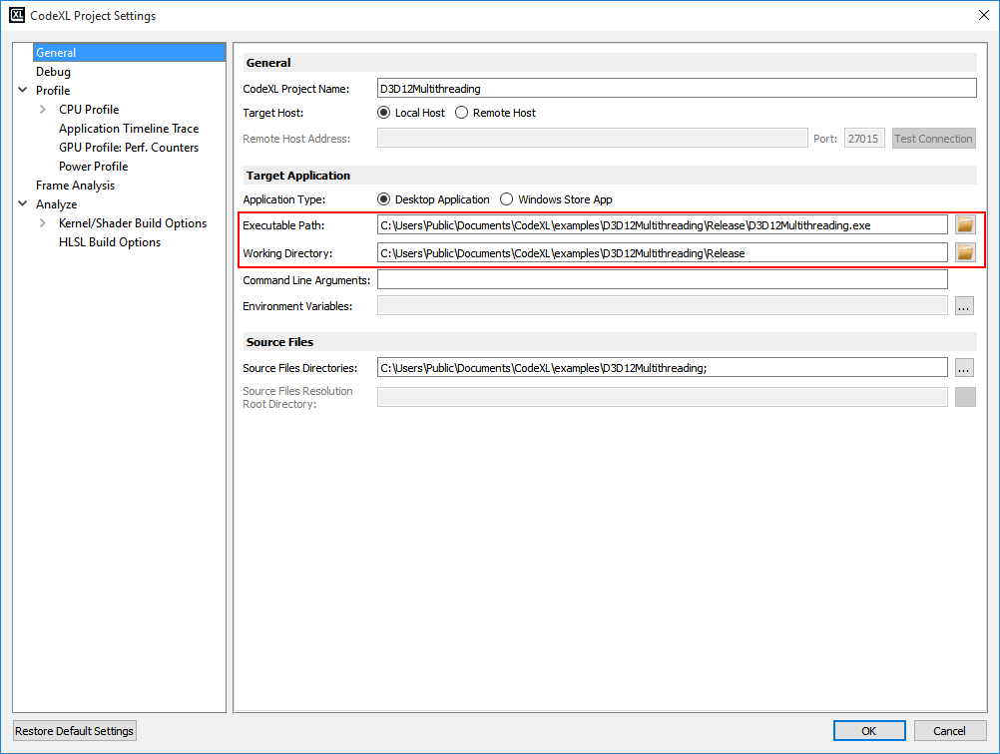 XL CodeXL Project Settings
General
Debug
Profile
CPU Profile
Application Timeline Trace
GPU Profile: Perf. Counters
Power Profile
Frame Analysis
Analyze
Kernel/Shader Build Options
HLSL Build Options
General
CodeXL Project Name: D3D12Multithreading
Target Host: Local Host Remote Host
Remote Host Address: Port: 27015 Test Connection
Target Application
Application Type: Desktop Application Windows Store App
Executable Path: C:\Users\Public\Documents\CodeXL\examples\D3D12Multithreading\Release\D3D12Multithreading.exe
Working Directory: C:\Users\Public\Documents\CodeXL\examples\D3D12Multithreading\Release
Command Line Arguments:
Environment Variables: ...
Source Files
Source Files Directories: C:\Users\Public\Documents\CodeXL\examples\D3D12Multithreading; ...
Source Files Resolution
Root Directory:
Restore Default Settings OK Cancel